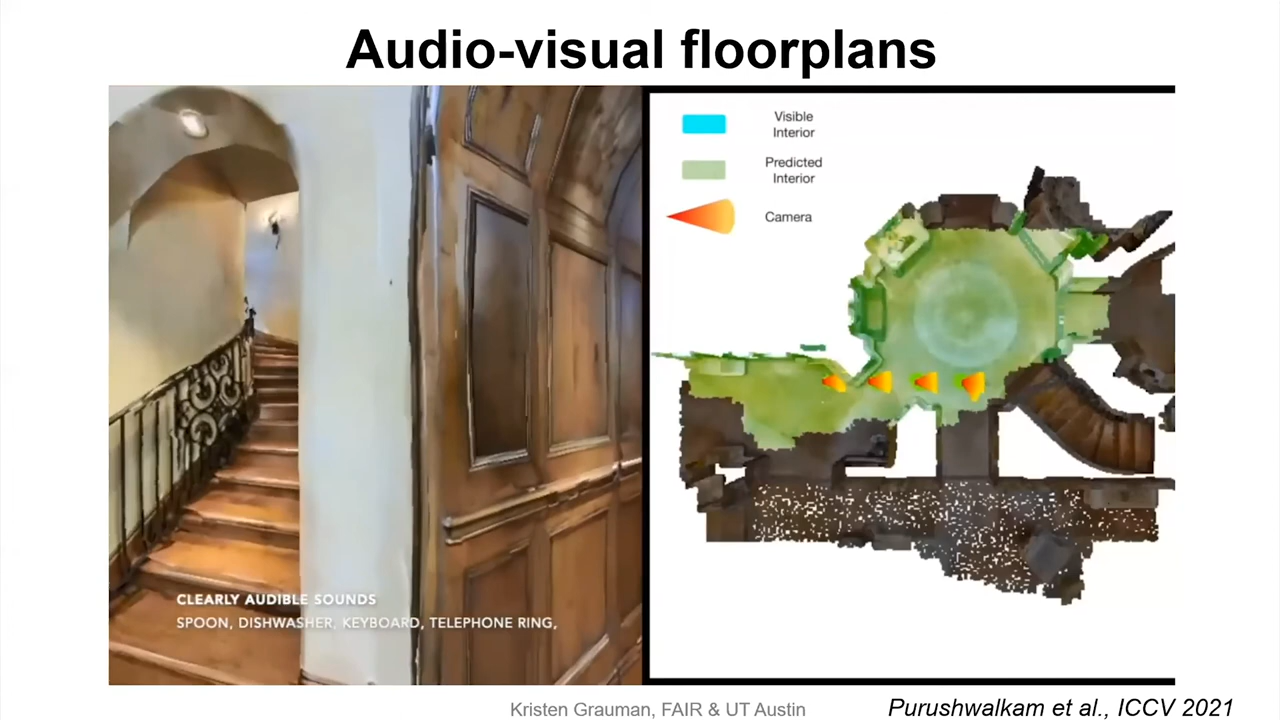 Audio-visual floorplans
Visible
Interior
Predicted
Interior
Camera
CLEARLY AUDIBLE SOUNDS
SPOON, DISHWASHER, KEYBOARD, TELEPHONE RING,
Kristen Grauman, FAIR & UT Austin
Purushwalkam et al., ICCV 2021